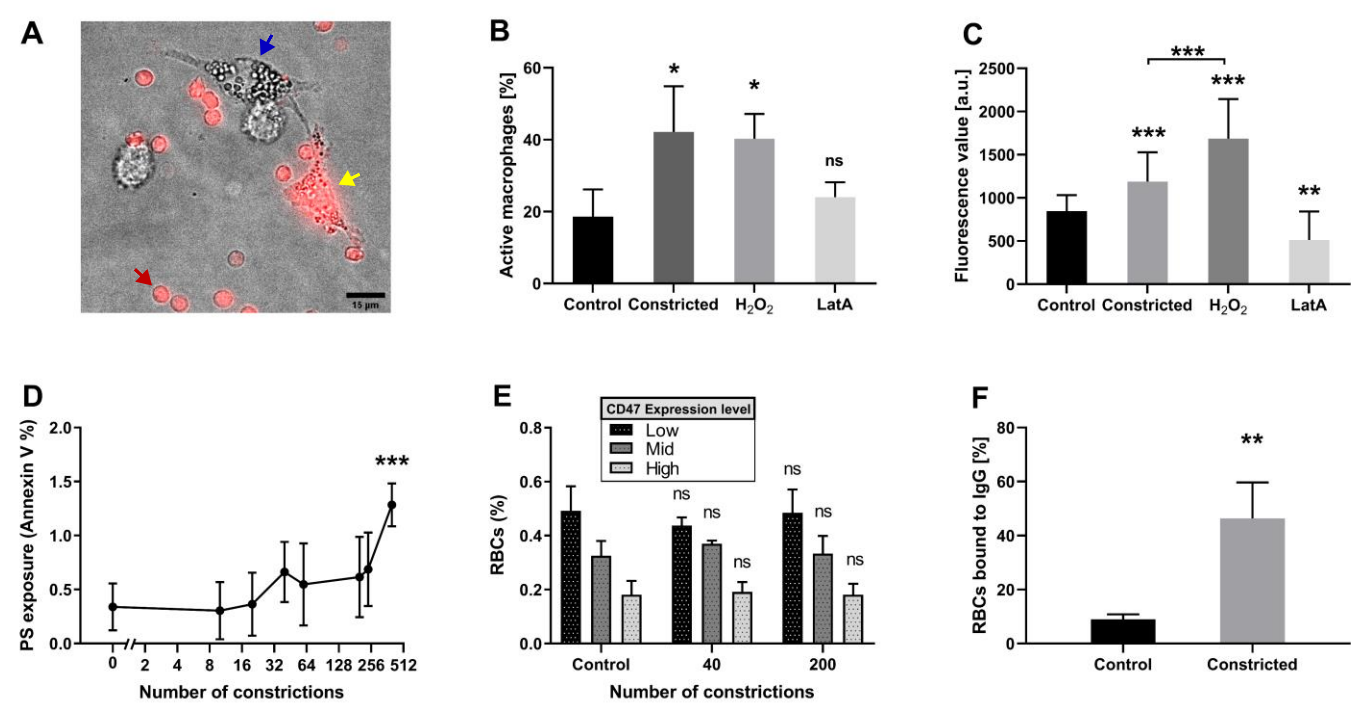 A
15 µm
B
Active macrophages [%]
60
40
20
0
*
*
ns
Control Constricted H₂O₂ LatA
C
Fluorescence value [a.u.]
2500
2000
1500
1000
500
0
***
***
***
**
Control Constricted H₂O₂ LatA
D
PS exposure (Annexin V %)
2.0
1.5
1.0
0.5
0.0
***
0 2 4 8 16 32 64 128 256 512
Number of constrictions
E
RBCs (%)
CD47 Expression level
Low
Mid
High
0.8
0.6
0.4
0.2
0.0
ns ns ns
ns ns ns
Control 40 200
Number of constrictions
F
RBCs bound to IgG [%]
80
60
40
20
0
**
Control Constricted